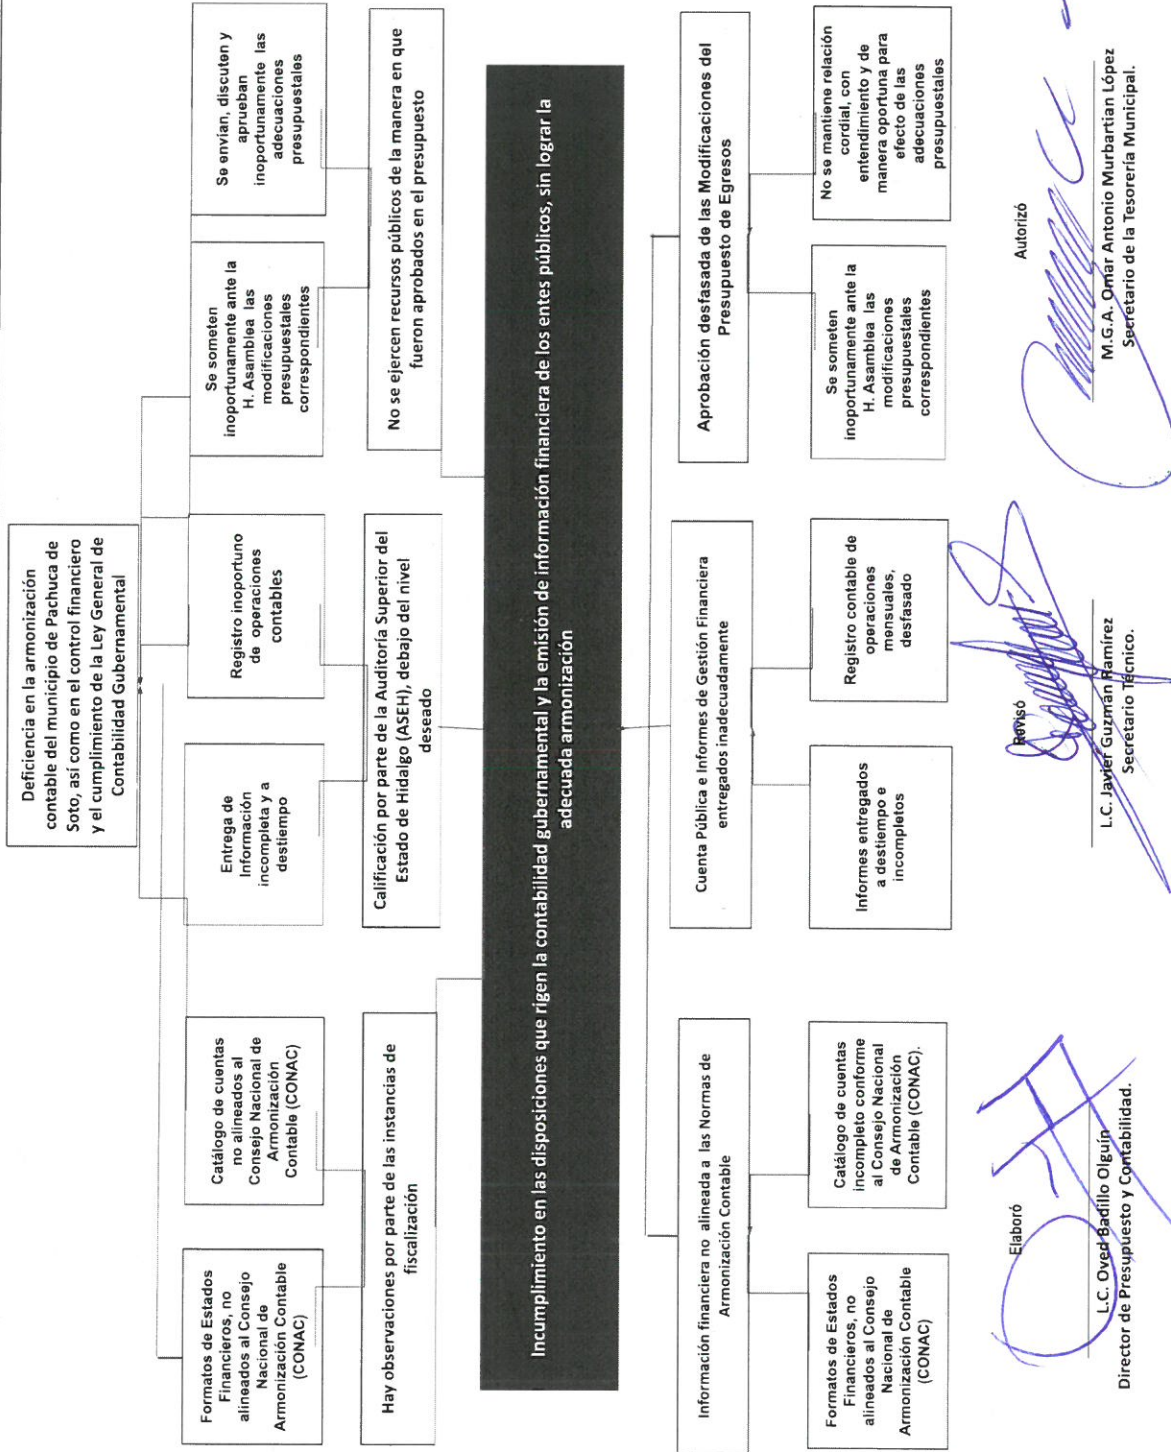 Deficiencia en la armonización
contable del municipio de Pachuca de
Soto, así como en el control financiero
y el cumplimiento de la Ley General de
Contabilidad Gubernamental
Formatos de Estados
Financieros, no
alineados al Consejo
Nacional de
Armonización Contable
(CONAC)
Catálogo de cuentas
no alineados al
Consejo Nacional de
Armonización
Contable (CONAC)
Entrega de
Información
incompleta y a
destiempo
Registro inoportuno
de operaciones
contables
Se someten
inoportunamente ante la
H. Asamblea las
modificaciones
presupuestales
correspondientes
Se envían, discuten y
aprueban
inoportunamente las
adecuaciones
presupuestales
Hay observaciones por parte de las instancias de
fiscalización
Calificación por parte de la Auditoría Superior del
Estado de Hidalgo (ASEH), debajo del nivel
deseado
No se ejercen recursos públicos de la manera en que
fueron aprobados en el presupuesto
Incumplimiento en las disposiciones que rigen la contabilidad gubernamental y la emisión de información financiera de los entes públicos, sin lograr la
adecuada armonización
Información financiera no alineada a las Normas de
Armonización Contable
Cuenta Pública e Informes de Gestión Financiera
entregados inadecuadamente
Aprobación desfasada de las Modificaciones del
Presupuesto de Egresos
Formatos de Estados
Financieros, no
alineados al Consejo
Nacional de
Armonización Contable
(CONAC)
Catálogo de cuentas
incompleto conforme
al Consejo Nacional
de Armonización
Contable (CONAC).
Informes entregados
a destiempo e
incompletos
Registro contable de
operaciones
mensuales,
desfasado
Se someten
inoportunamente ante la
H. Asamblea las
modificaciones
presupuestales
correspondientes
No se mantiene relación
cordial, con
entendimiento y de
manera oportuna para
efecto de las
adecuaciones
presupuestales
Elaboró
L.C. Oved Badillo Olguín
Director de Presupuesto y Contabilidad.
Revisó
L.C. Javier Guzmán Ramírez
Secretario Técnico.
Autorizó
M.G.A. Omar Antonio Murbartian López
Secretario de la Tesorería Municipal.